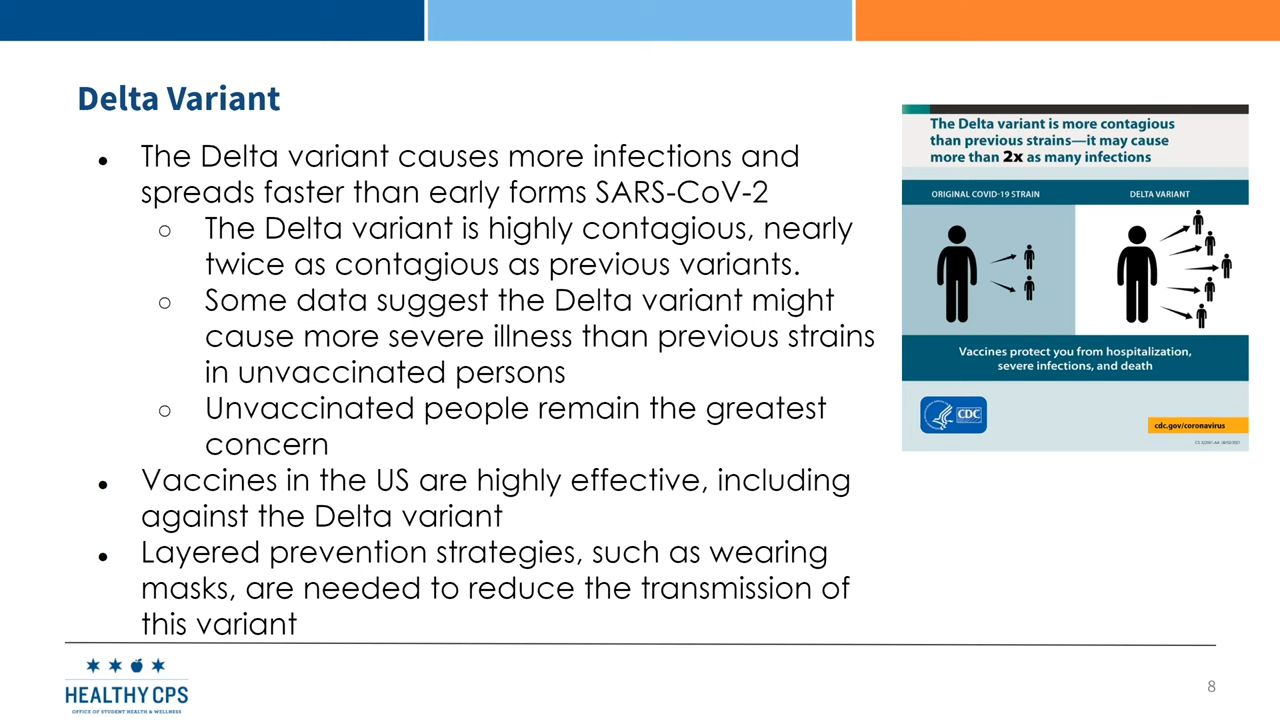 Delta Variant
● The Delta variant causes more infections and
spreads faster than early forms SARS-CoV-2
○ The Delta variant is highly contagious, nearly
twice as contagious as previous variants.
○ Some data suggest the Delta variant might
cause more severe illness than previous strains
in unvaccinated persons
○ Unvaccinated people remain the greatest
concern
● Vaccines in the US are highly effective, including
against the Delta variant
● Layered prevention strategies, such as wearing
masks, are needed to reduce the transmission of
this variant
The Delta variant is more contagious
than previous strains—it may cause
more than 2x as many infections
ORIGINAL COVID-19 STRAIN
DELTA VARIANT
Vaccines protect you from hospitalization,
severe infections, and death
CDC
cdc.gov/coronavirus
HEALTHY CPS
OFFICE OF STUDENT HEALTH & WELLNESS
8